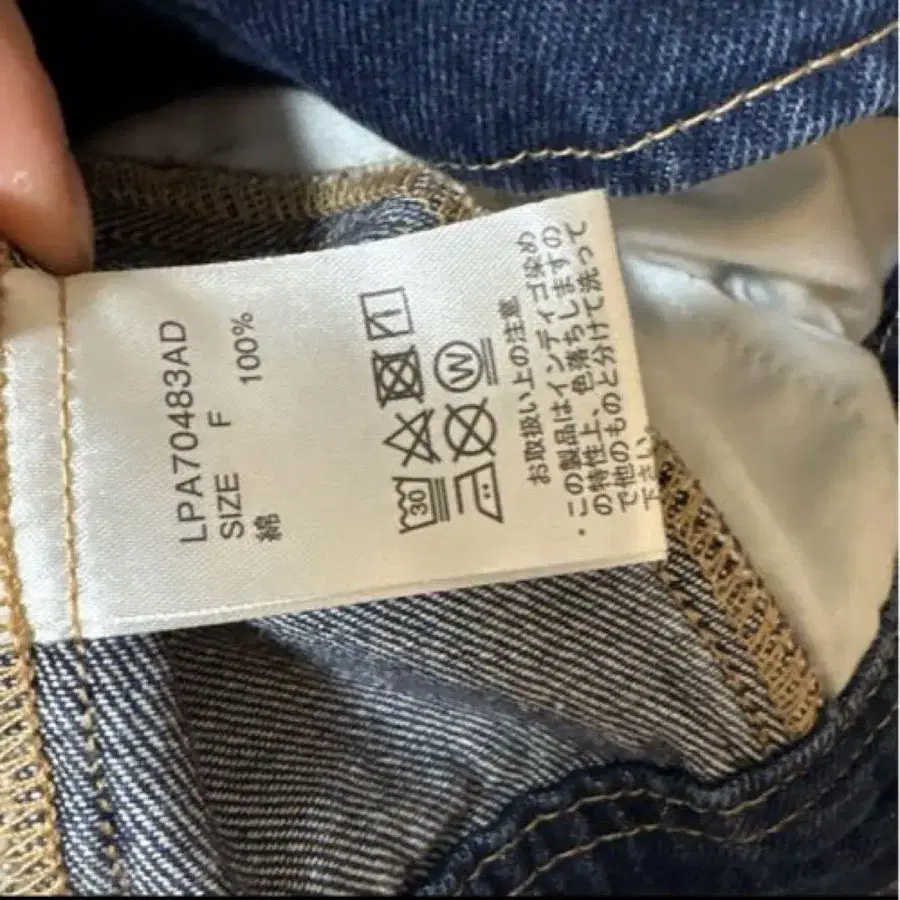 LPA70483AD
SIZE F
綿 100%
30
W
お取扱い上の注意
・この製品はインディゴ染め
の特性上、色落ちしますの
で他のものと分けて洗って
下さい。